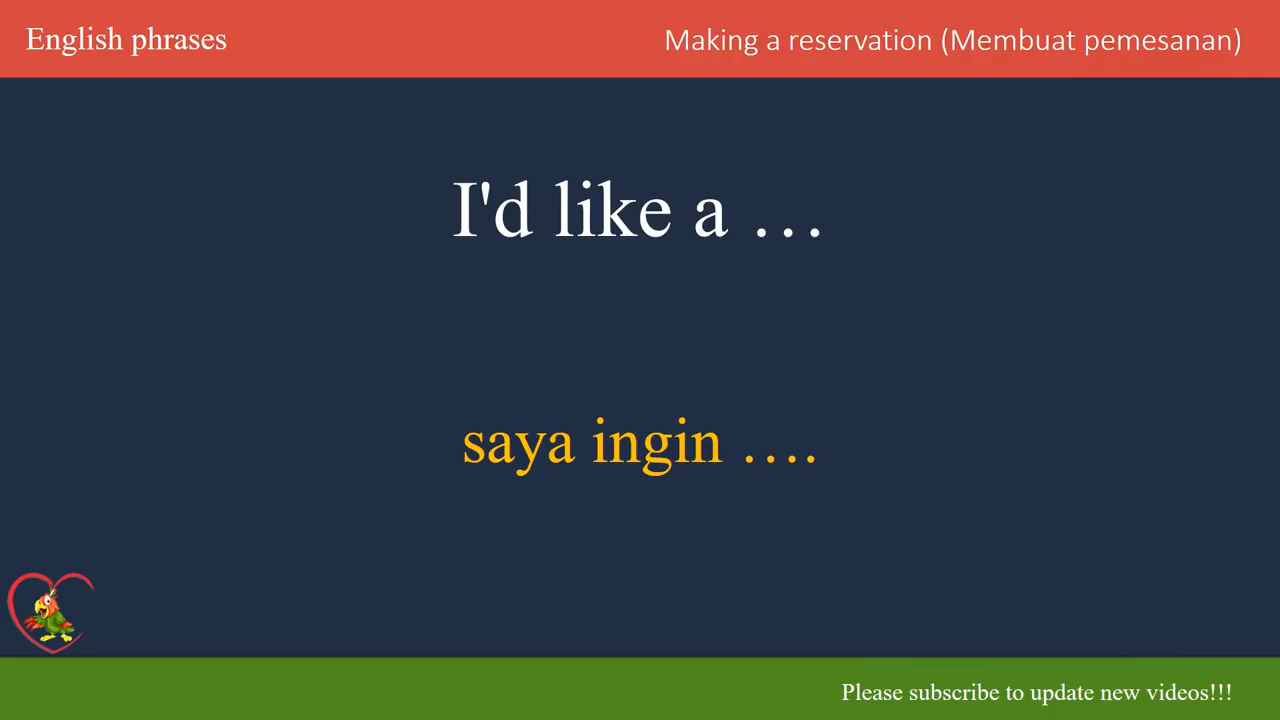 English phrases
Making a reservation (Membuat pemesanan)
I'd like a …
saya ingin ….
Please subscribe to update new videos!!!